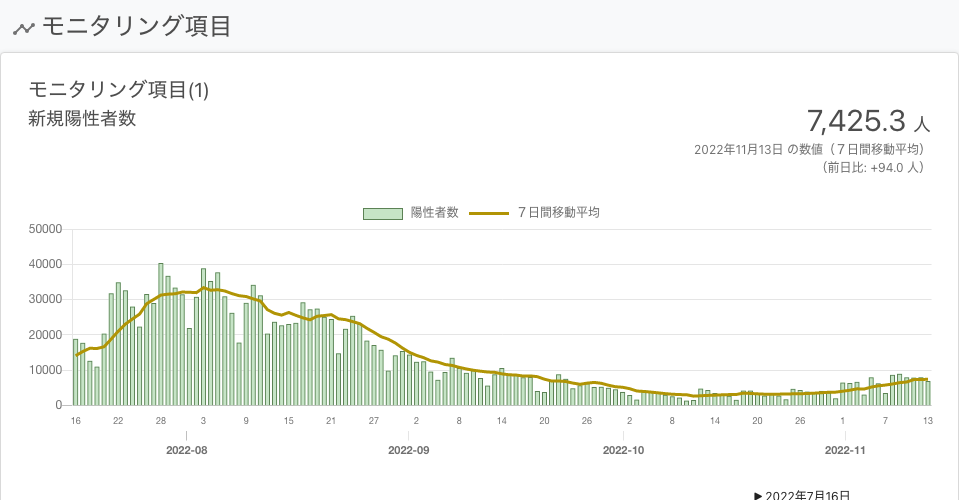 モニタリング項目
モニタリング項目(1)
新規陽性者数
7,425.3 人
2022年11月13日 の数値（７日間移動平均）
（前日比: +94.0 人）
陽性者数 ７日間移動平均
50000
40000
30000
20000
10000
0
16 22 28 3 9 15 21 27 2 8 14 20 26 2 8 14 20 26 1 7 13
2022-08 2022-09 2022-10 2022-11
▶ 2022年7月16日